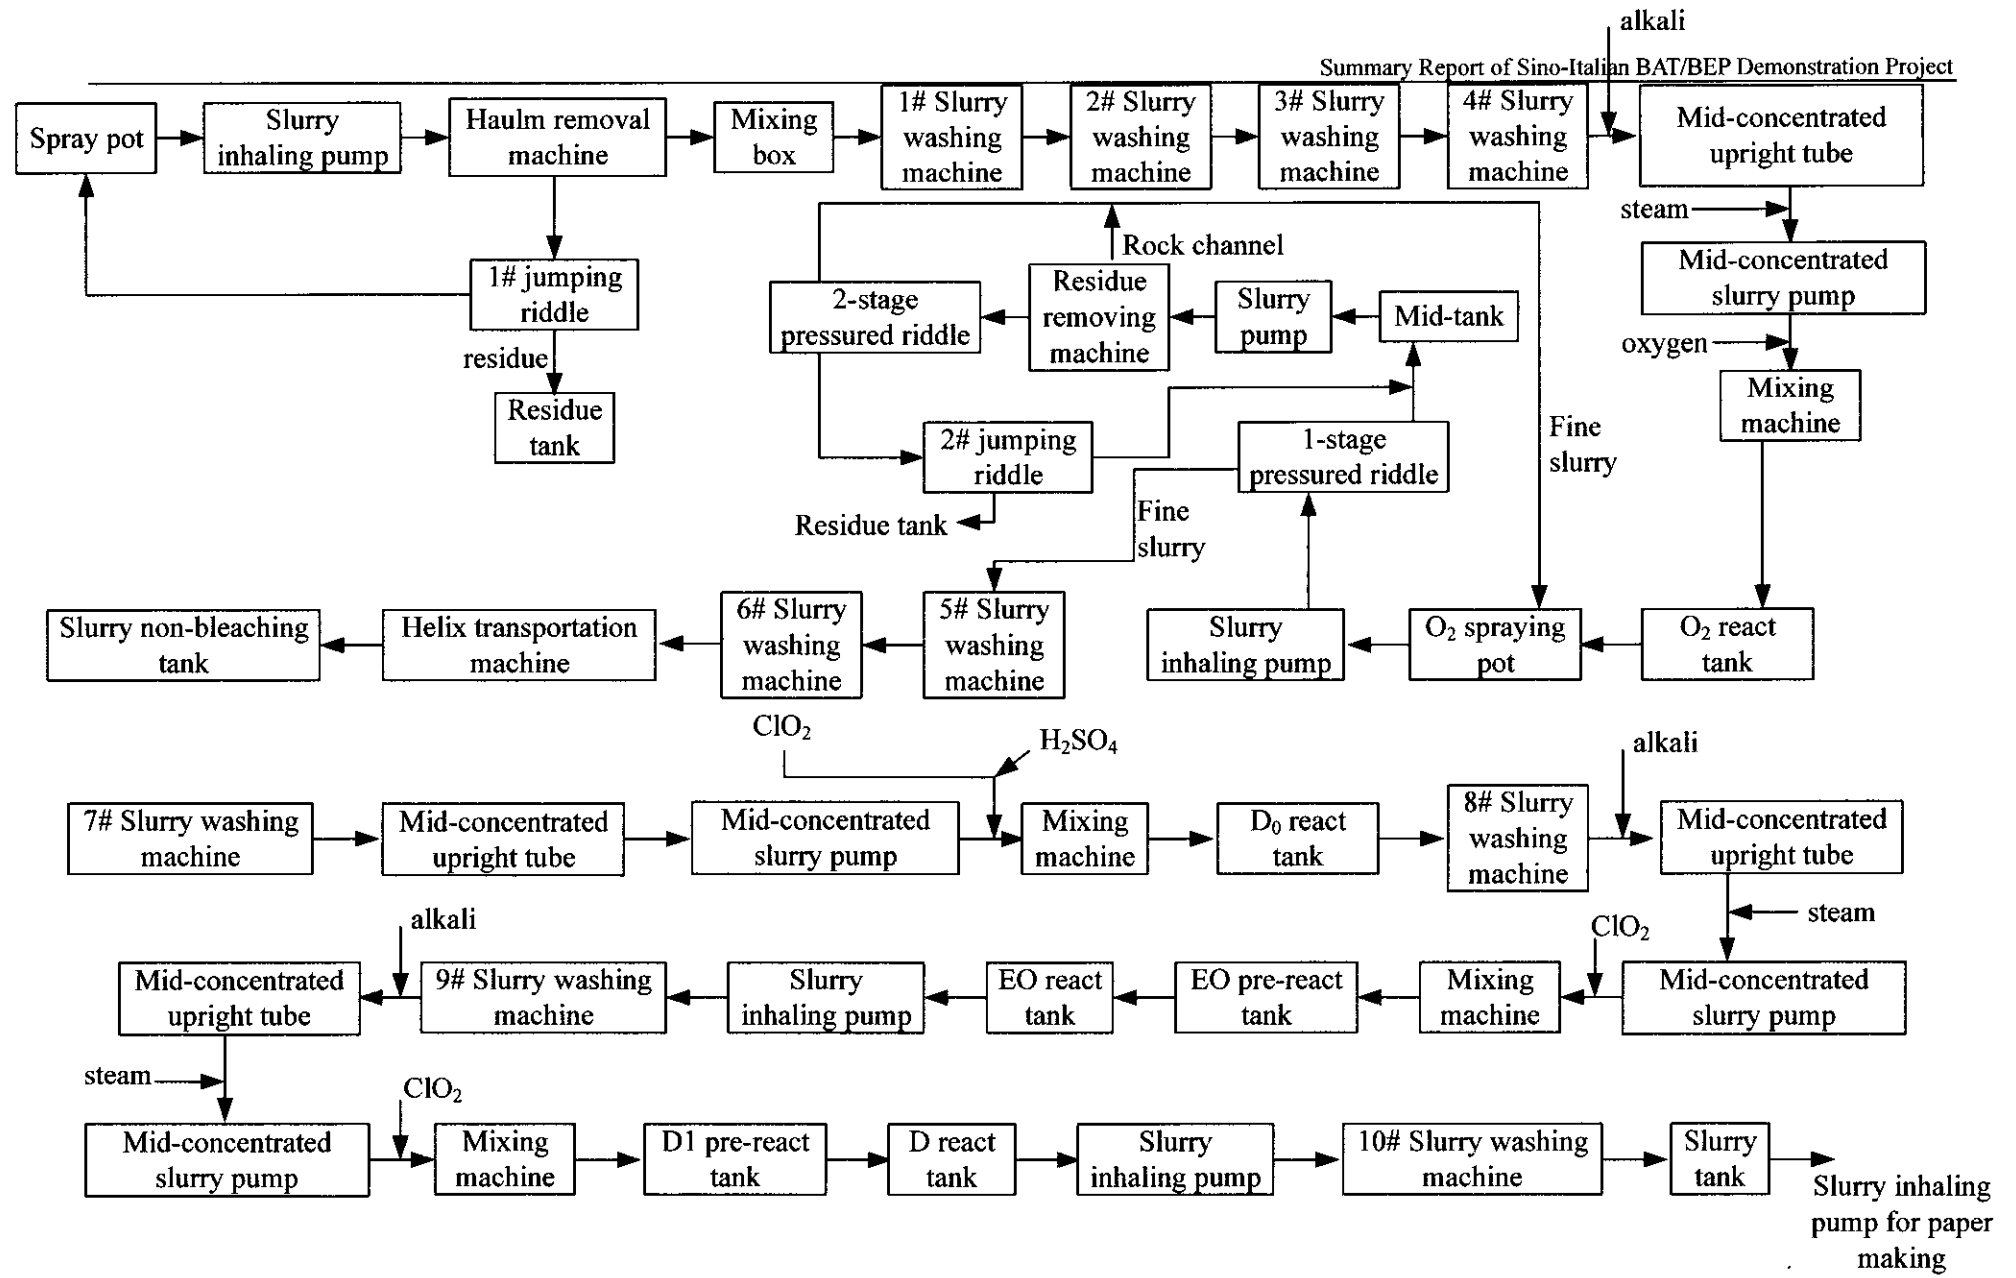 alkali
Summary Report of Sino-Italian BAT/BEP Demonstration Project
Spray pot
Slurry
inhaling pump
Haulm removal
machine
Mixing
box
1# Slurry
washing
machine
2# Slurry
washing
machine
3# Slurry
washing
machine
4# Slurry
washing
machine
Mid-concentrated
upright tube
steam
Mid-concentrated
slurry pump
oxygen
Mixing
machine
1# jumping
riddle
residue
Residue
tank
Rock channel
2-stage
pressured riddle
Residue
removing
machine
Slurry
pump
Mid-tank
2# jumping
riddle
1-stage
pressured riddle
Residue tank
Fine
slurry
Fine
slurry
Slurry non-bleaching
tank
Helix transportation
machine
6# Slurry
washing
machine
5# Slurry
washing
machine
Slurry
inhaling pump
O₂ spraying
pot
O₂ react
tank
ClO₂
H₂SO₄
alkali
7# Slurry washing
machine
Mid-concentrated
upright tube
Mid-concentrated
slurry pump
Mixing
machine
D₀ react
tank
8# Slurry
washing
machine
Mid-concentrated
upright tube
steam
ClO₂
alkali
Mid-concentrated
upright tube
9# Slurry washing
machine
Slurry
inhaling pump
EO react
tank
EO pre-react
tank
Mixing
machine
Mid-concentrated
slurry pump
steam
ClO₂
Mid-concentrated
slurry pump
Mixing
machine
D1 pre-react
tank
D react
tank
Slurry
inhaling pump
10# Slurry washing
machine
Slurry
tank
Slurry inhaling
pump for paper
making